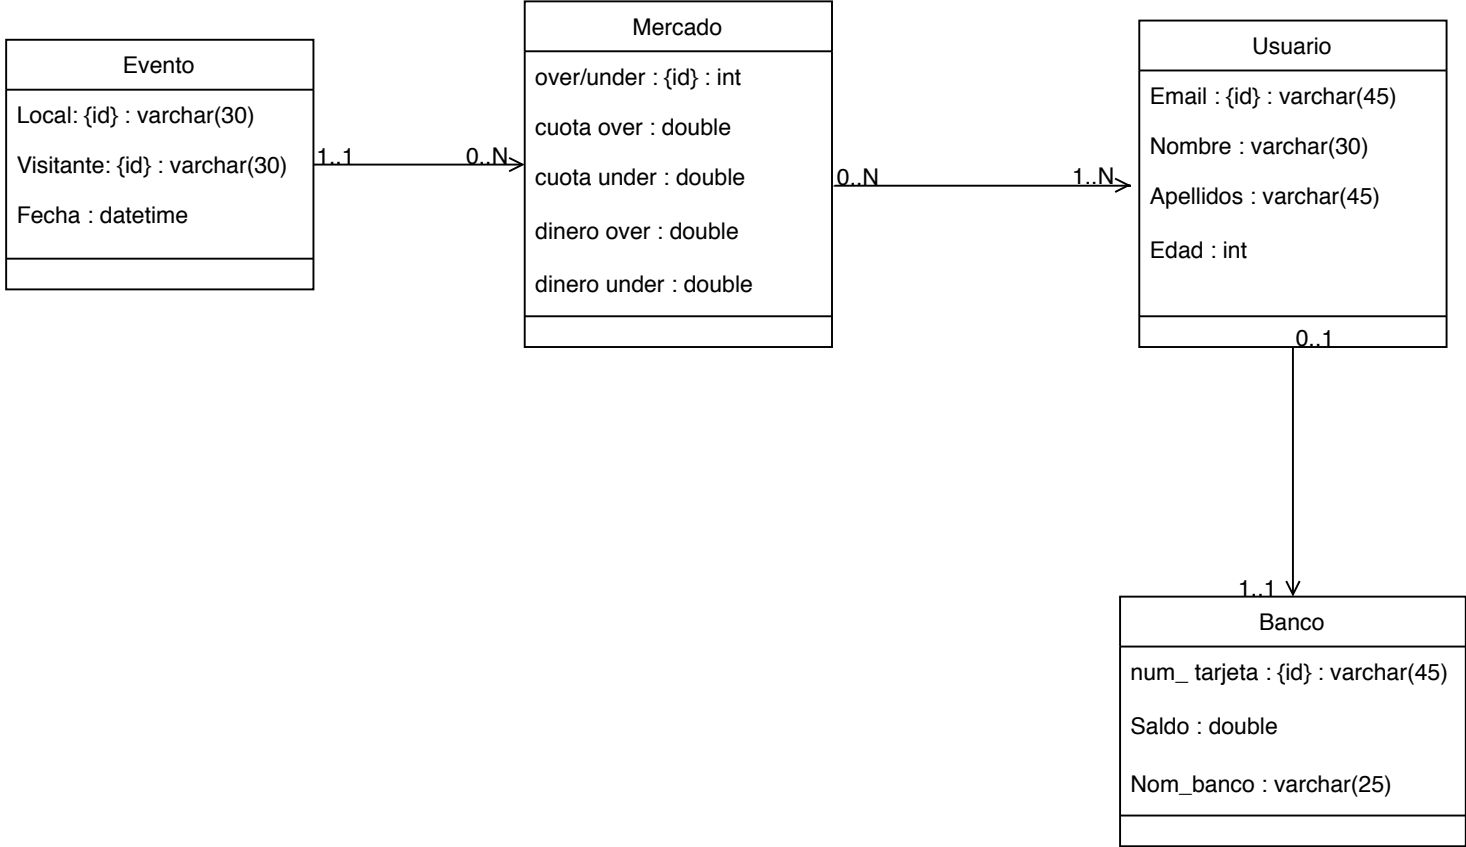 Evento
Local: {id} : varchar(30)
Visitante: {id} : varchar(30)
Fecha : datetime
1..1
0..N
Mercado
over/under : {id} : int
cuota over : double
cuota under : double
dinero over : double
dinero under : double
0..N
1..N
Usuario
Email : {id} : varchar(45)
Nombre : varchar(30)
Apellidos : varchar(45)
Edad : int
0..1
1..1
Banco
num_ tarjeta : {id} : varchar(45)
Saldo : double
Nom_banco : varchar(25)